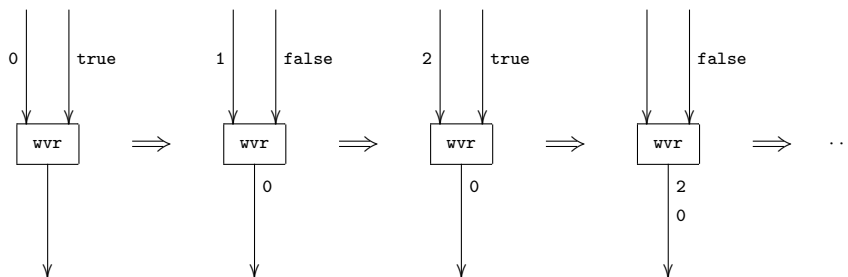 0 true 1 false 2 true false
wvr ⟹ wvr ⟹ wvr ⟹ wvr ⟹ ··
0 0 2
0